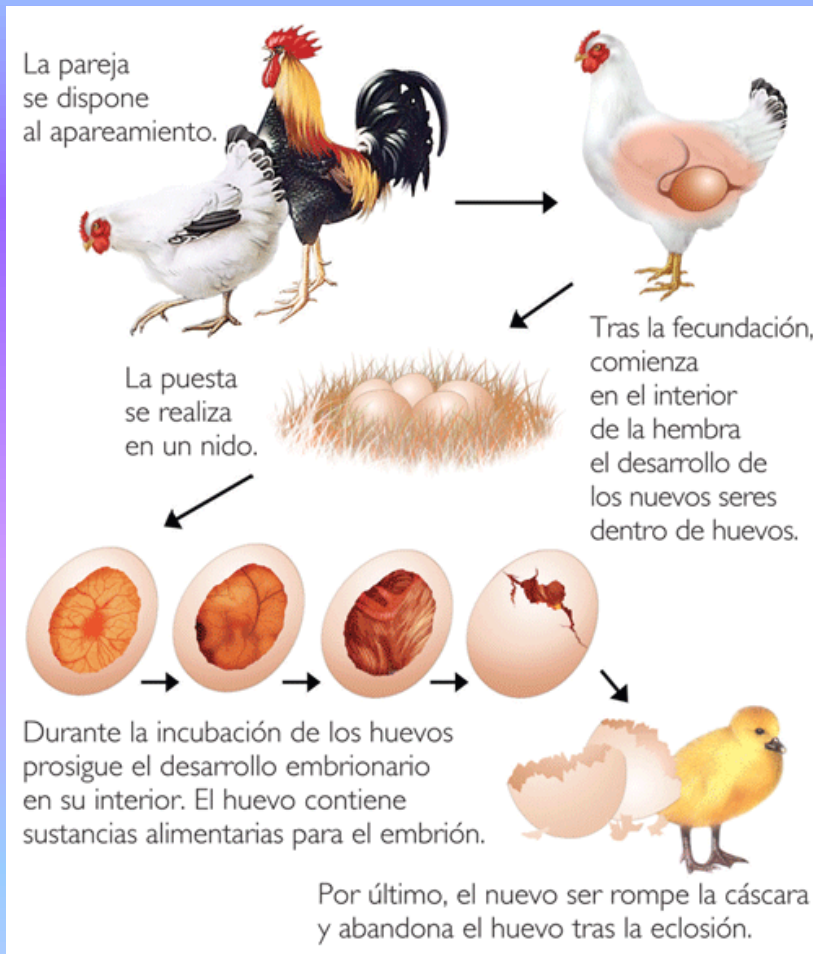 La pareja
se dispone
al apareamiento.
Tras la fecundación,
comienza
en el interior
de la hembra
el desarrollo de
los nuevos seres
dentro de huevos.
La puesta
se realiza
en un nido.
Durante la incubación de los huevos
prosigue el desarrollo embrionario
en su interior. El huevo contiene
sustancias alimentarias para el embrión.
Por último, el nuevo ser rompe la cáscara
y abandona el huevo tras la eclosión.